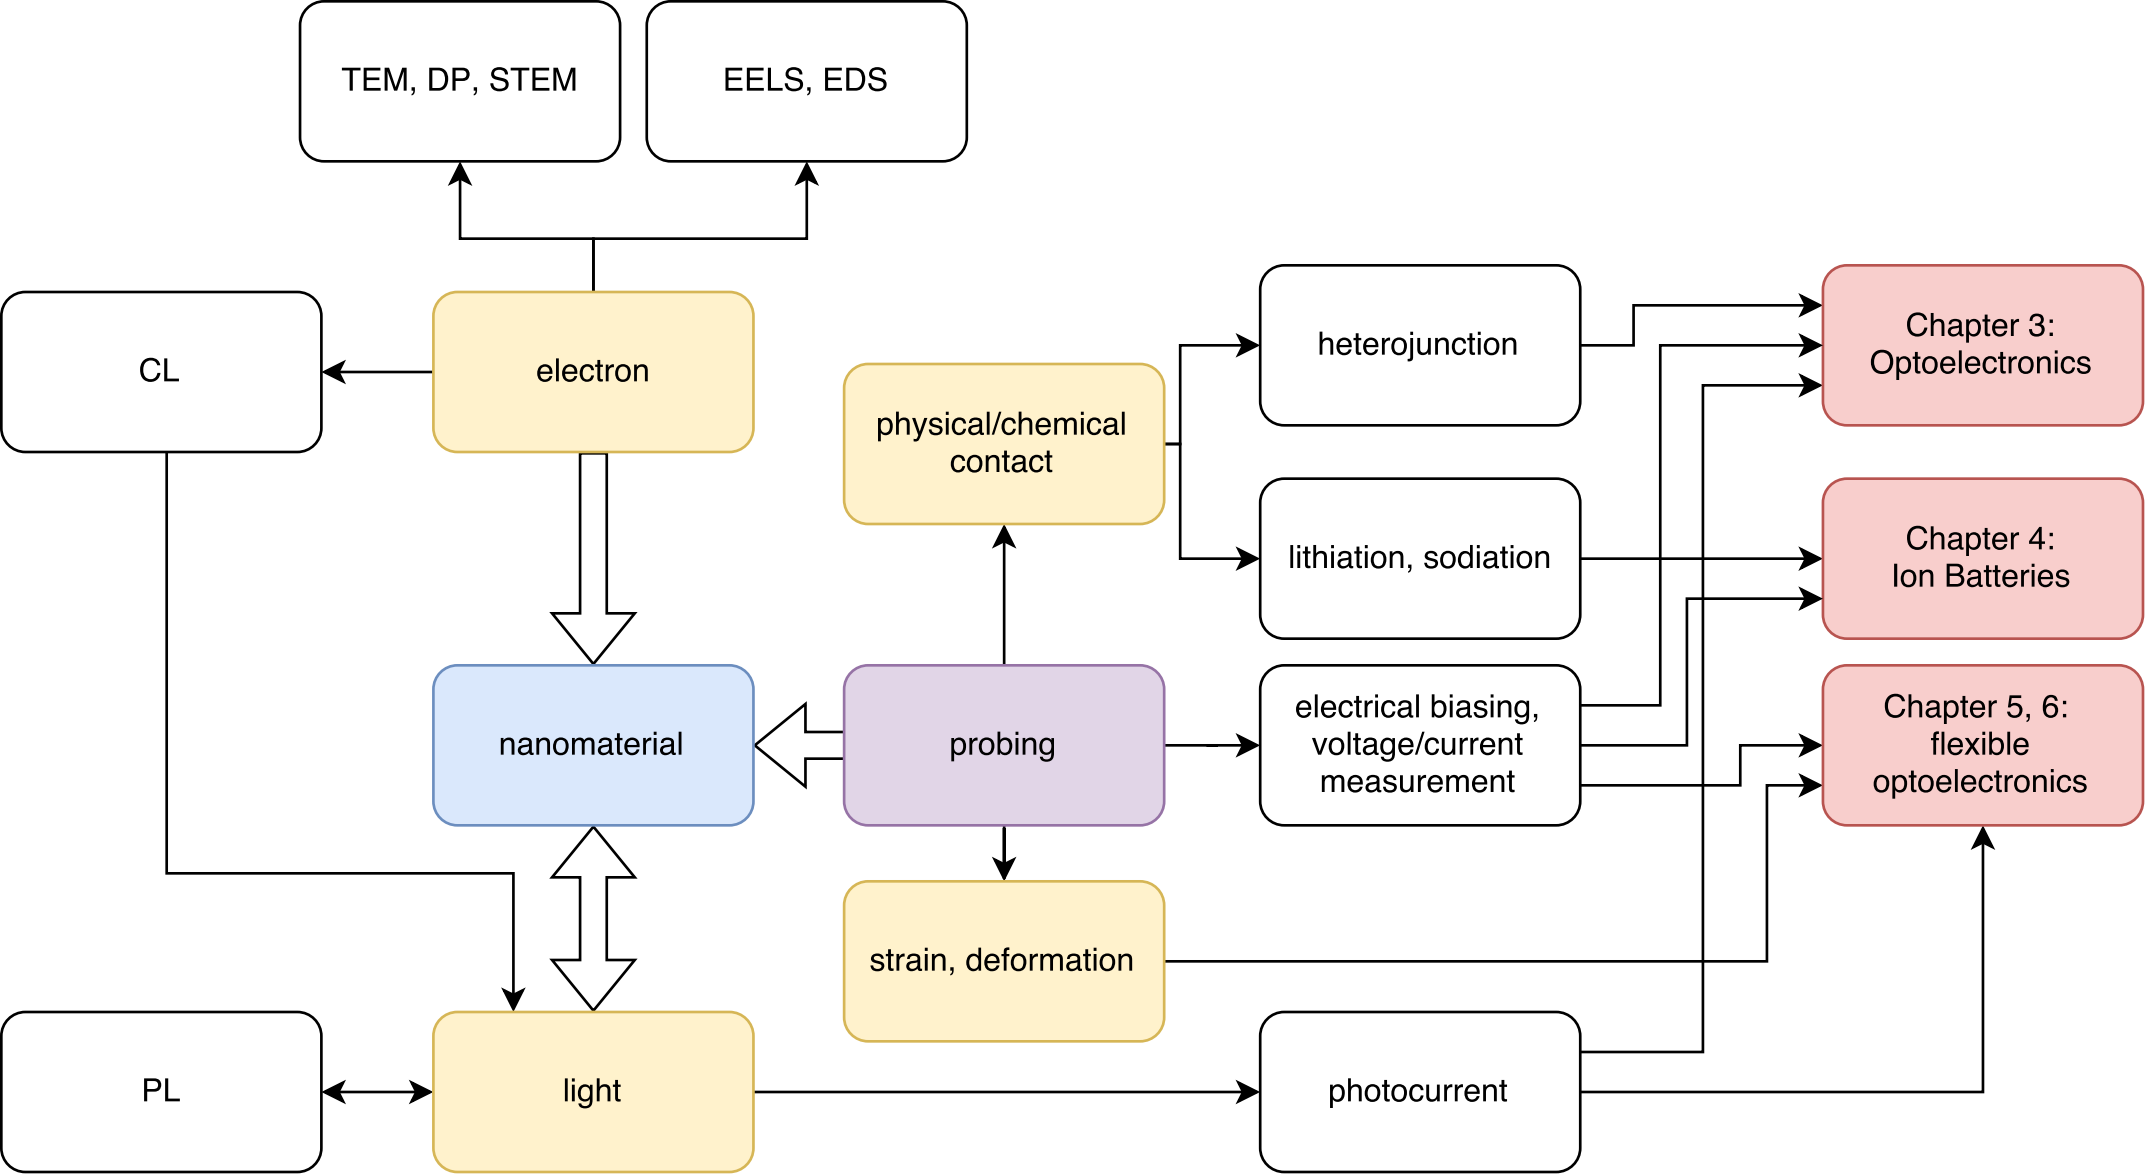 TEM, DP, STEM
EELS, EDS
CL
electron
physical/chemical
contact
heterojunction
Chapter 3:
Optoelectronics
lithiation, sodiation
Chapter 4:
Ion Batteries
nanomaterial
probing
electrical biasing,
voltage/current
measurement
Chapter 5, 6:
flexible
optoelectronics
strain, deformation
PL
light
photocurrent